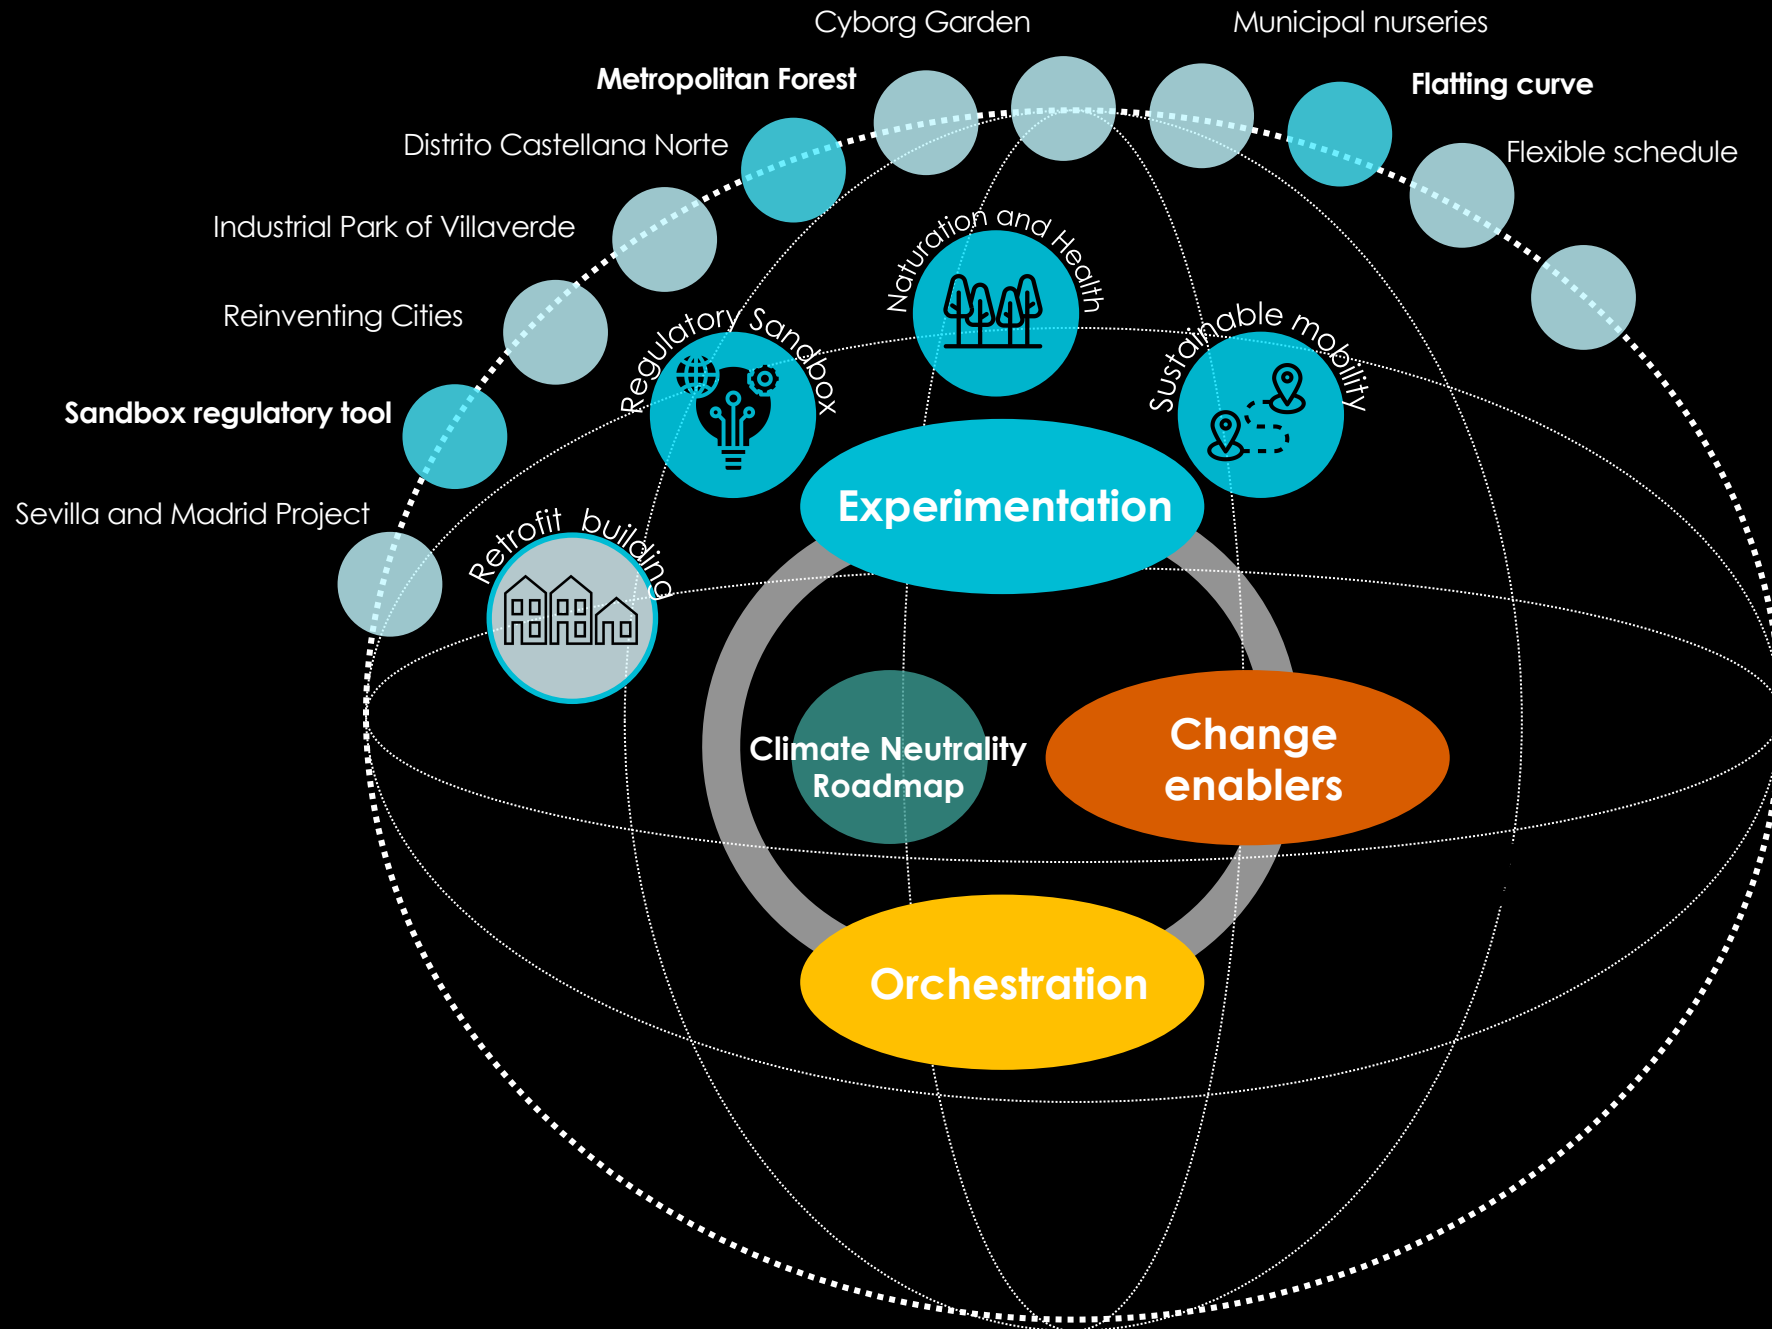 Cyborg Garden
Municipal nurseries
Metropolitan Forest
Flatting curve
Distrito Castellana Norte
Flexible schedule
Industrial Park of Villaverde
Naturation and Health
Reinventing Cities
Regulatory Sandbox
Sustainable mobility
Sandbox regulatory tool
Experimentation
Sevilla and Madrid Project
Retrofit building
Change
enablers
Climate Neutrality
Roadmap
Orchestration